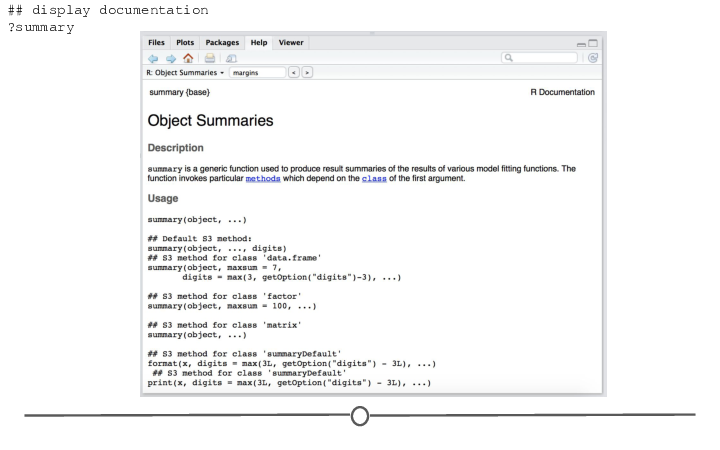 ## display documentation
?summary
Files Plots Packages Help Viewer
R: Object Summaries margins < >
summary {base} R Documentation
Object Summaries
Description
summary is a generic function used to produce result summaries of the results of various model fitting functions. The
function invokes particular methods which depend on the class of the first argument.
Usage
summary(object, ...)
## Default S3 method:
summary(object, ..., digits)
## S3 method for class 'data.frame'
summary(object, maxsum = 7,
digits = max(3, getOption("digits")-3), ...)
## S3 method for class 'factor'
summary(object, maxsum = 100, ...)
## S3 method for class 'matrix'
summary(object, ...)
## S3 method for class 'summaryDefault'
format(x, digits = max(3L, getOption("digits") - 3L), ...)
## S3 method for class 'summaryDefault'
print(x, digits = max(3L, getOption("digits") - 3L), ...)